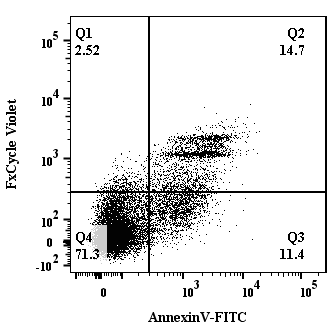 Q1
2.52
Q2
14.7
Q4
71.3
Q3
11.4
10^5
10^4
10^3
10^2
0
-10^2
0
10^3
10^4
10^5
FxCycle Violet
AnnexinV-FITC